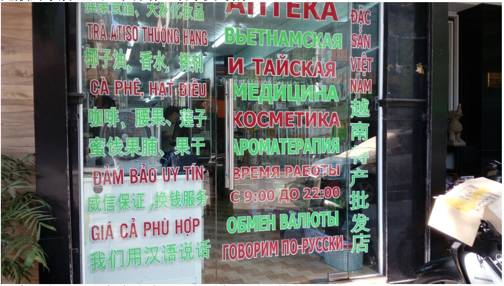 TRÀ ATISO THƯỢNG HẠNG
椰子油、香水、
CÀ PHÊ, HẠT ĐIỀU
咖啡，腰果，莲子
蜜饯果脯、果干
ĐẢM BẢO UY TÍN
威信保证,换钱服务
GIÁ CẢ PHÙ HỢP
我们用汉语说话
АПТЕКА
ВЬЕТНАМСКАЯ
И ТАЙСКАЯ
МЕДИЦИНА
КОСМЕТИКА
АРОМАТЕРАПИЯ
ВРЕМЯ РАБОТЫ
С 9:00 ДО 22:00
ОБМЕН ВАЛЮТЫ
ГОВОРИМ ПО-РУССКИ
ĐẶC
SẢN
VIỆT
NAM
越南特产批发店